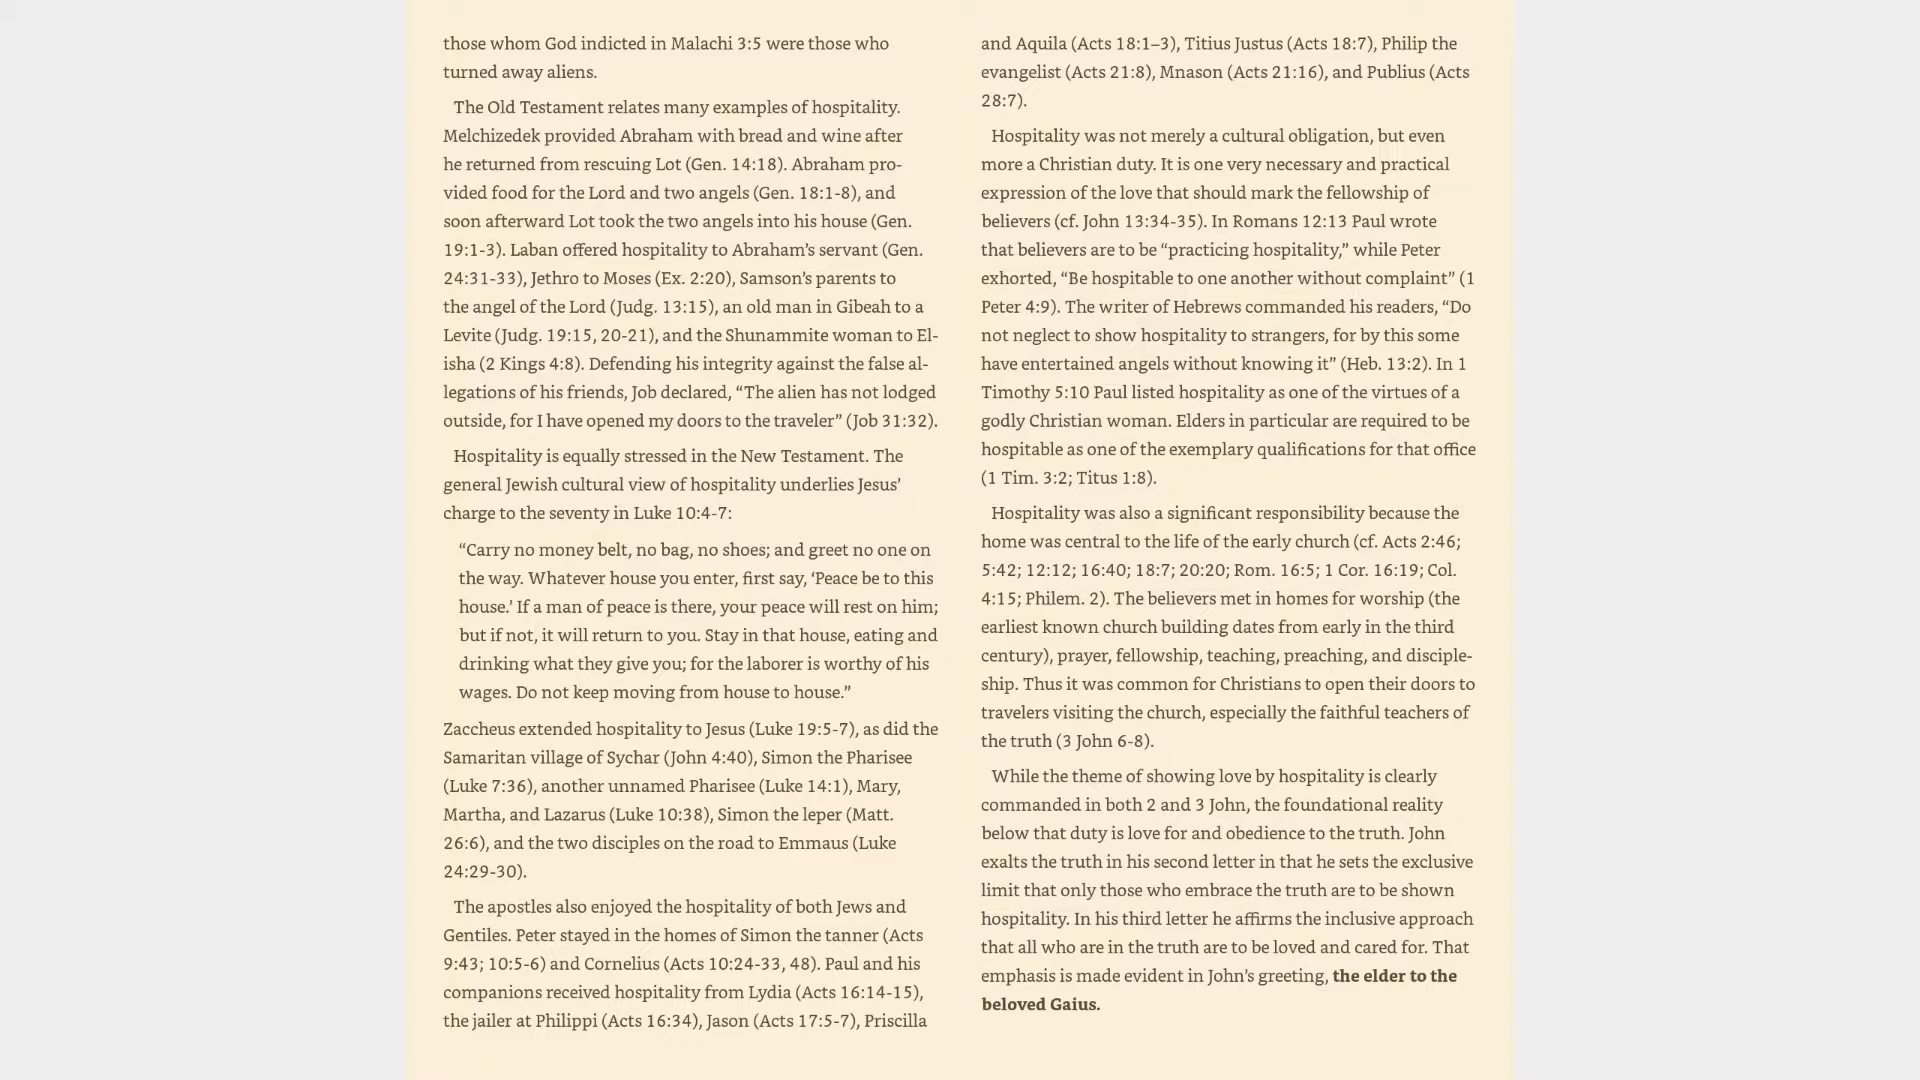 those whom God indicted in Malachi 3:5 were those who
turned away aliens.
The Old Testament relates many examples of hospitality.
Melchizedek provided Abraham with bread and wine after
he returned from rescuing Lot (Gen. 14:18). Abraham pro-
vided food for the Lord and two angels (Gen. 18:1-8), and
soon afterward Lot took the two angels into his house (Gen.
19:1-3). Laban offered hospitality to Abraham’s servant (Gen.
24:31-33), Jethro to Moses (Ex. 2:20), Samson’s parents to
the angel of the Lord (Judg. 13:15), an old man in Gibeah to a
Levite (Judg. 19:15, 20-21), and the Shunammite woman to El-
isha (2 Kings 4:8). Defending his integrity against the false al-
legations of his friends, Job declared, “The alien has not lodged
outside, for I have opened my doors to the traveler” (Job 31:32).
Hospitality is equally stressed in the New Testament. The
general Jewish cultural view of hospitality underlies Jesus’
charge to the seventy in Luke 10:4-7:
“Carry no money belt, no bag, no shoes; and greet no one on
the way. Whatever house you enter, first say, ‘Peace be to this
house.’ If a man of peace is there, your peace will rest on him;
but if not, it will return to you. Stay in that house, eating and
drinking what they give you; for the laborer is worthy of his
wages. Do not keep moving from house to house.”
Zaccheus extended hospitality to Jesus (Luke 19:5-7), as did the
Samaritan village of Sychar (John 4:40), Simon the Pharisee
(Luke 7:36), another unnamed Pharisee (Luke 14:1), Mary,
Martha, and Lazarus (Luke 10:38), Simon the leper (Matt.
26:6), and the two disciples on the road to Emmaus (Luke
24:29-30).
The apostles also enjoyed the hospitality of both Jews and
Gentiles. Peter stayed in the homes of Simon the tanner (Acts
9:43; 10:5-6) and Cornelius (Acts 10:24-33, 48). Paul and his
companions received hospitality from Lydia (Acts 16:14-15),
the jailer at Philippi (Acts 16:34), Jason (Acts 17:5-7), Priscilla
and Aquila (Acts 18:1–3), Titius Justus (Acts 18:7), Philip the
evangelist (Acts 21:8), Mnason (Acts 21:16), and Publius (Acts
28:7).
Hospitality was not merely a cultural obligation, but even
more a Christian duty. It is one very necessary and practical
expression of the love that should mark the fellowship of
believers (cf. John 13:34-35). In Romans 12:13 Paul wrote
that believers are to be “practicing hospitality,” while Peter
exhorted, “Be hospitable to one another without complaint” (1
Peter 4:9). The writer of Hebrews commanded his readers, “Do
not neglect to show hospitality to strangers, for by this some
have entertained angels without knowing it” (Heb. 13:2). In 1
Timothy 5:10 Paul listed hospitality as one of the virtues of a
godly Christian woman. Elders in particular are required to be
hospitable as one of the exemplary qualifications for that office
(1 Tim. 3:2; Titus 1:8).
Hospitality was also a significant responsibility because the
home was central to the life of the early church (cf. Acts 2:46;
5:42; 12:12; 16:40; 18:7; 20:20; Rom. 16:5; 1 Cor. 16:19; Col.
4:15; Philem. 2). The believers met in homes for worship (the
earliest known church building dates from early in the third
century), prayer, fellowship, teaching, preaching, and disciple-
ship. Thus it was common for Christians to open their doors to
travelers visiting the church, especially the faithful teachers of
the truth (3 John 6-8).
While the theme of showing love by hospitality is clearly
commanded in both 2 and 3 John, the foundational reality
below that duty is love for and obedience to the truth. John
exalts the truth in his second letter in that he sets the exclusive
limit that only those who embrace the truth are to be shown
hospitality. In his third letter he affirms the inclusive approach
that all who are in the truth are to be loved and cared for. That
emphasis is made evident in John’s greeting, the elder to the
beloved Gaius.